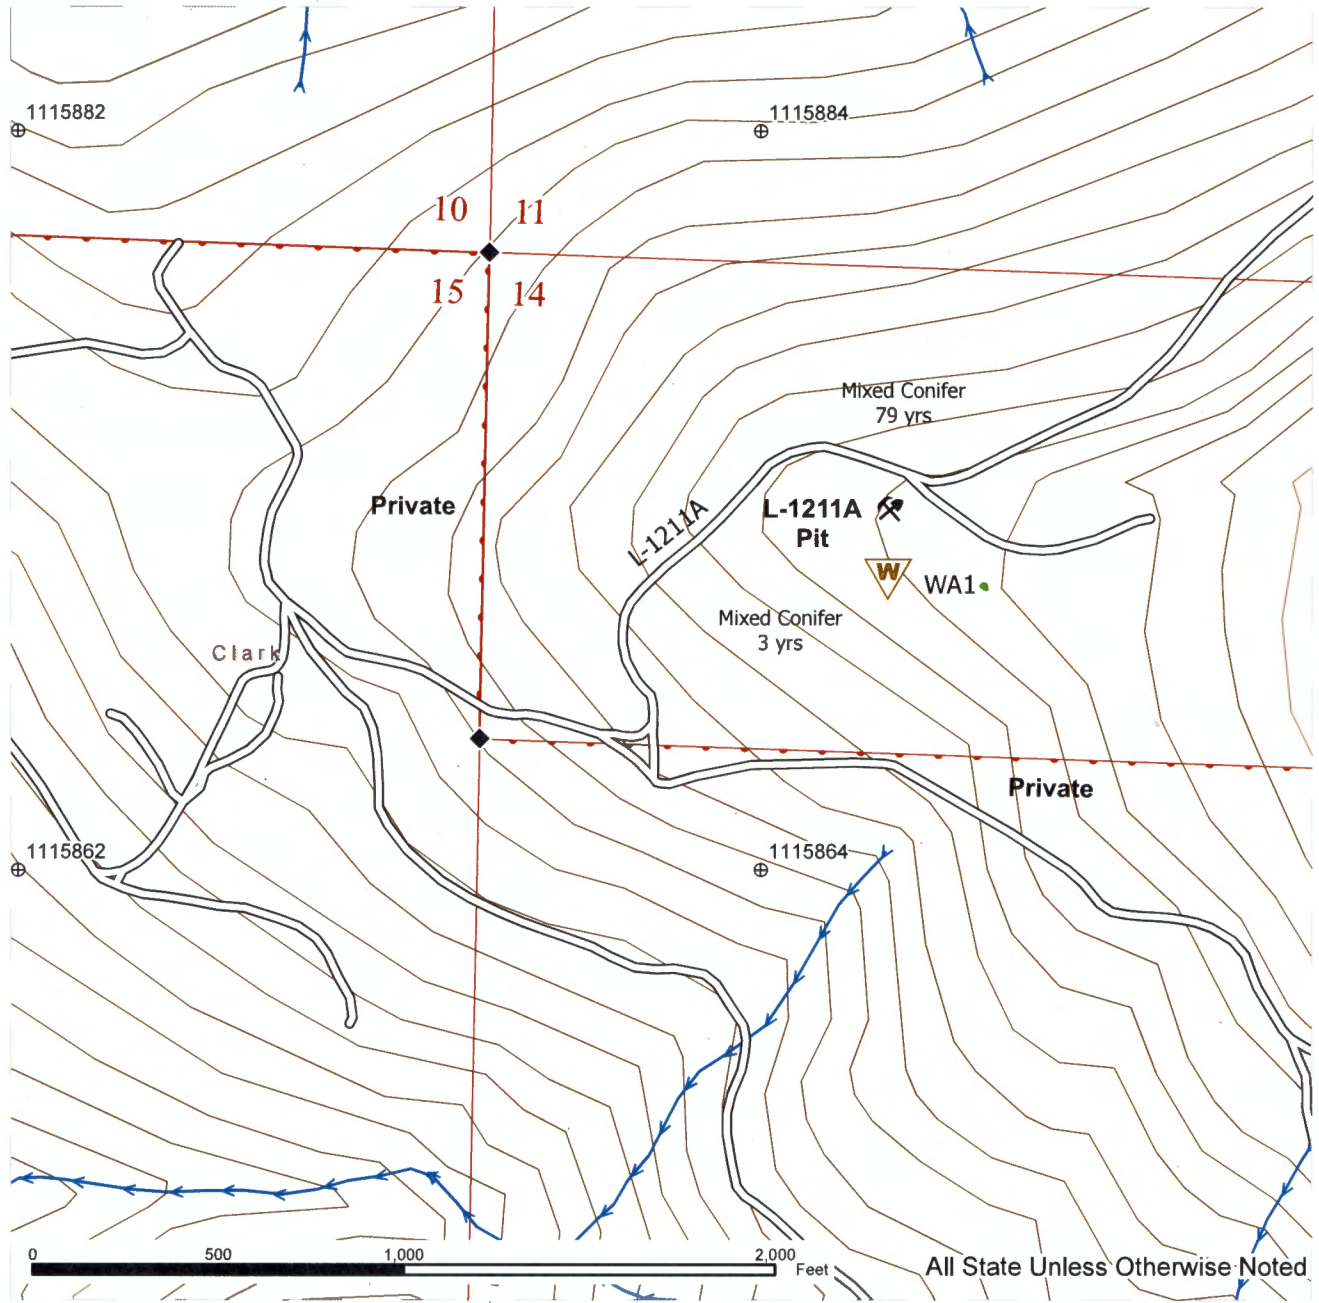 1115882
1115884
10 11
15 14
Mixed Conifer
79 yrs
Private
L-1211A
L-1211A
Pit
W
WA1
Mixed Conifer
3 yrs
Clark
Private
1115862
1115864
0 500 1,000 2,000
Feet
All State Unless Otherwise Noted